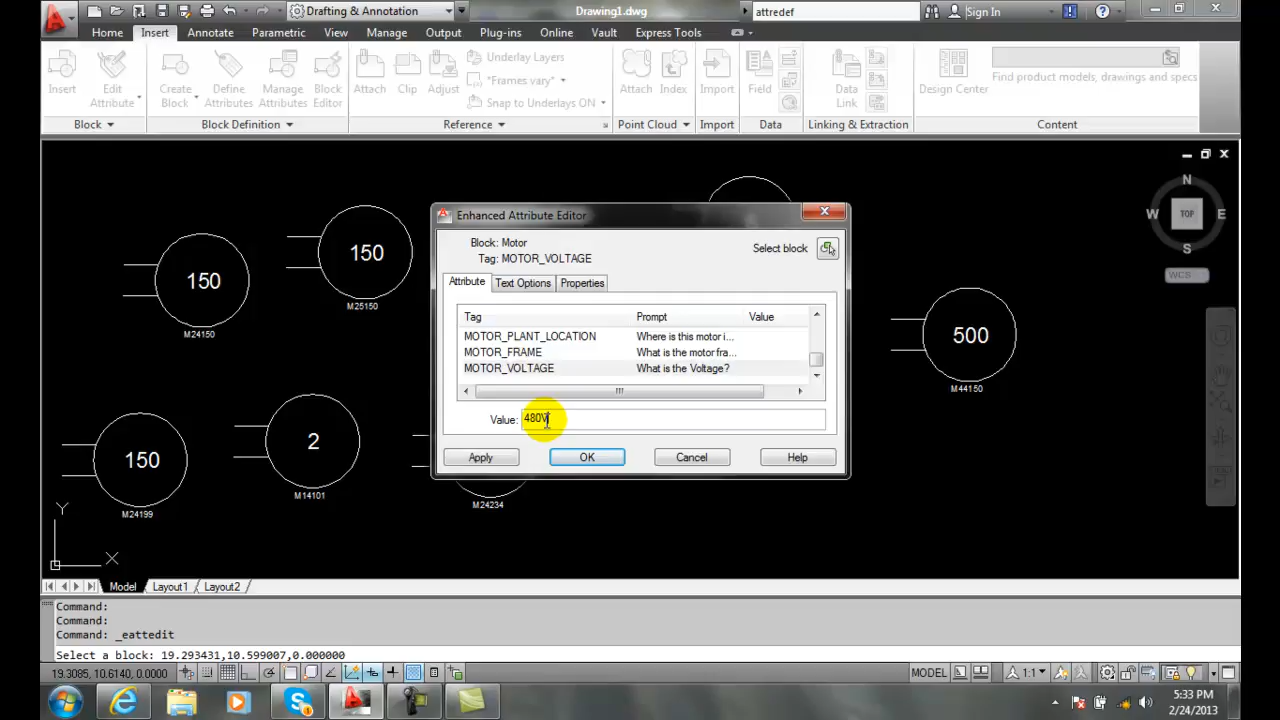 Drafting & Annotation
Drawing1.dwg
attredef
Sign In
Home Insert Annotate Parametric View Manage Output Plug-ins Online Vault Express Tools
Insert
Edit
Attribute
Create
Block
Define
Attributes
Manage
Attributes
Block
Editor
Attach
Clip
Adjust
Underlay Layers
*Frames vary*
Snap to Underlays ON
Attach
Index
Import
Field
Data
Link
Design Center
Find product models, drawings and specs
Block
Block Definition
Reference
Point Cloud
Import
Data
Linking & Extraction
Content
N
W
TOP
E
S
WCS
150
M24150
150
M25150
500
M44150
150
M24199
2
M14101
M24234
Y
X
Enhanced Attribute Editor
Block: Motor
Tag: MOTOR_VOLTAGE
Select block
Attribute Text Options Properties
Tag Prompt Value
MOTOR_PLANT_LOCATION Where is this motor i...
MOTOR_FRAME What is the motor fra...
MOTOR_VOLTAGE What is the Voltage?
Value: 480V
Apply OK Cancel Help
Model Layout1 Layout2
Command:
Command:
Command: _eattedit
Select a block: 19.293431,10.599007,0.000000
19.3085, 10.6140, 0.0000
MODEL
1:1
5:33 PM
2/24/2013